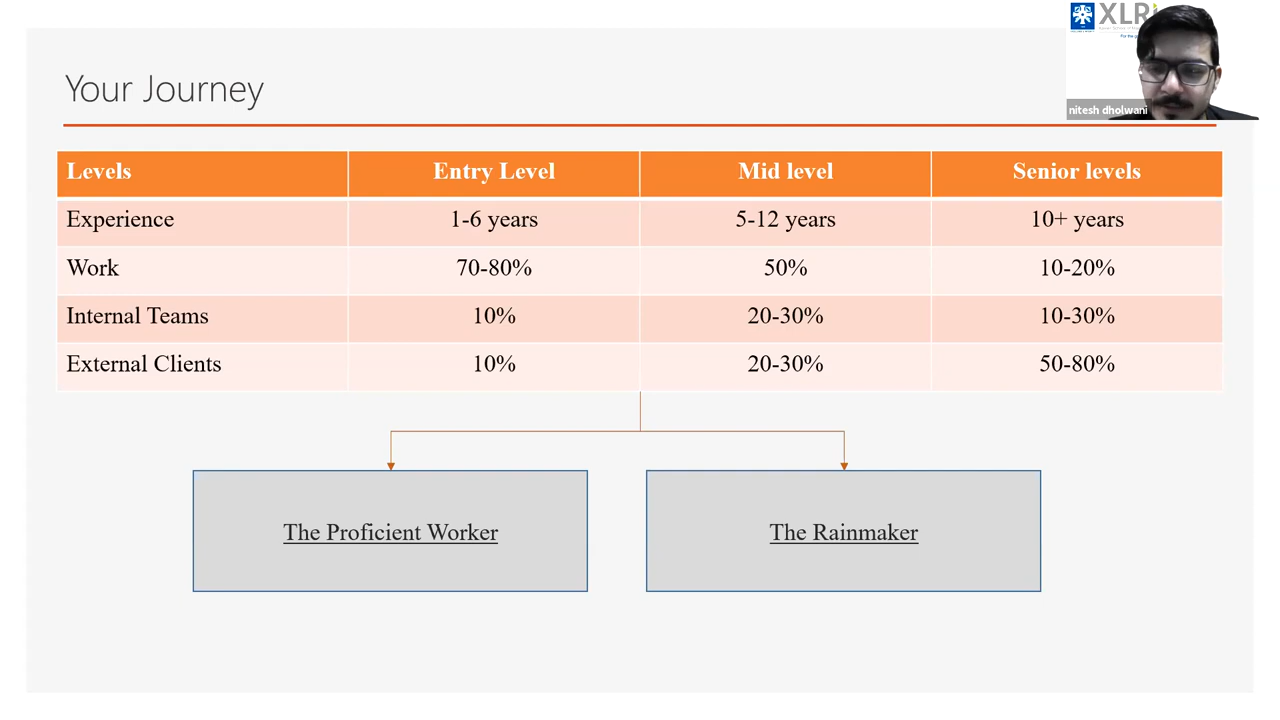 XLRI
Your Journey
nitesh dholwani
Levels Entry Level Mid level Senior levels
Experience 1-6 years 5-12 years 10+ years
Work 70-80% 50% 10-20%
Internal Teams 10% 20-30% 10-30%
External Clients 10% 20-30% 50-80%
The Proficient Worker The Rainmaker